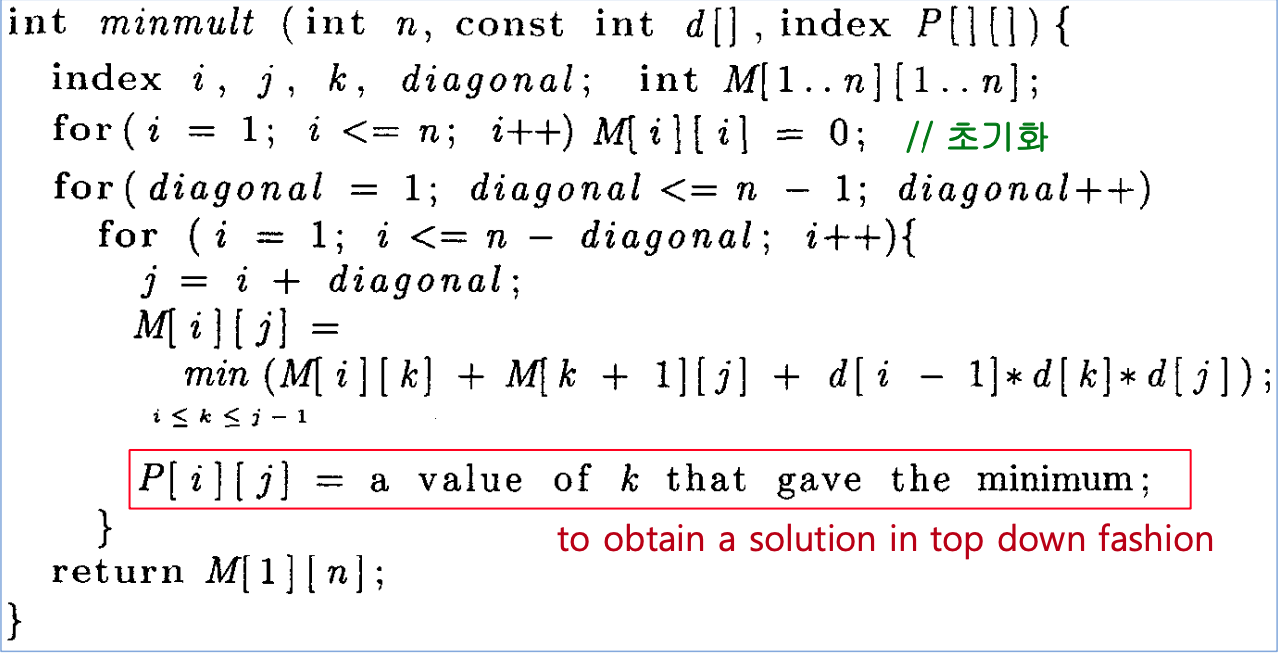 int minmult (int n, const int d[], index P[][]){
index i, j, k, diagonal; int M[1..n][1..n];
for(i = 1; i <= n; i++) M[i][i] = 0; // 초기화
for(diagonal = 1; diagonal <= n - 1; diagonal++)
for (i = 1; i <= n - diagonal; i++){
j = i + diagonal;
M[i][j] =
min (M[i][k] + M[k + 1][j] + d[i - 1]*d[k]*d[j]);
i ≤ k ≤ j - 1
P[i][j] = a value of k that gave the minimum;
}
to obtain a solution in top down fashion
return M[1][n];
}